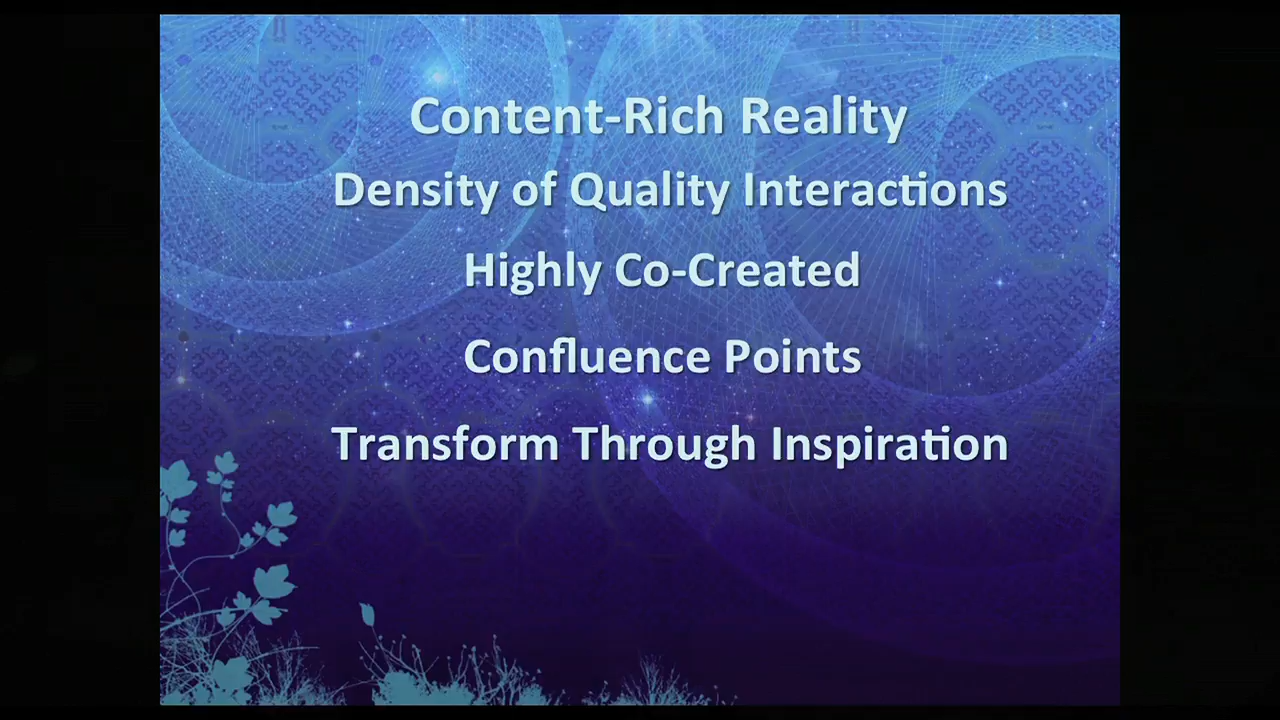 Content-Rich Reality
Density of Quality Interactions
Highly Co-Created
Confluence Points
Transform Through Inspiration